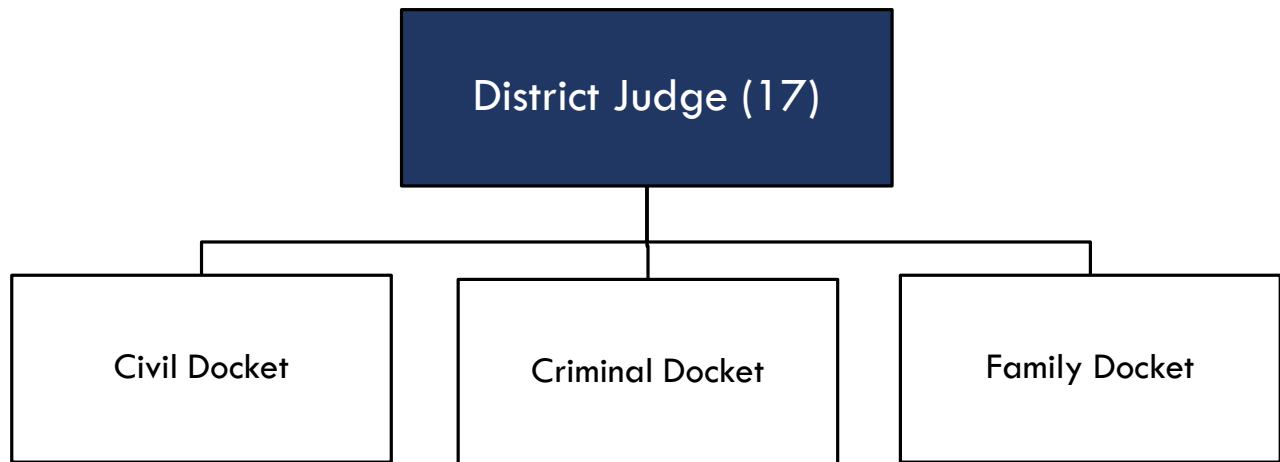 District Judge (17)
Civil Docket
Criminal Docket
Family Docket